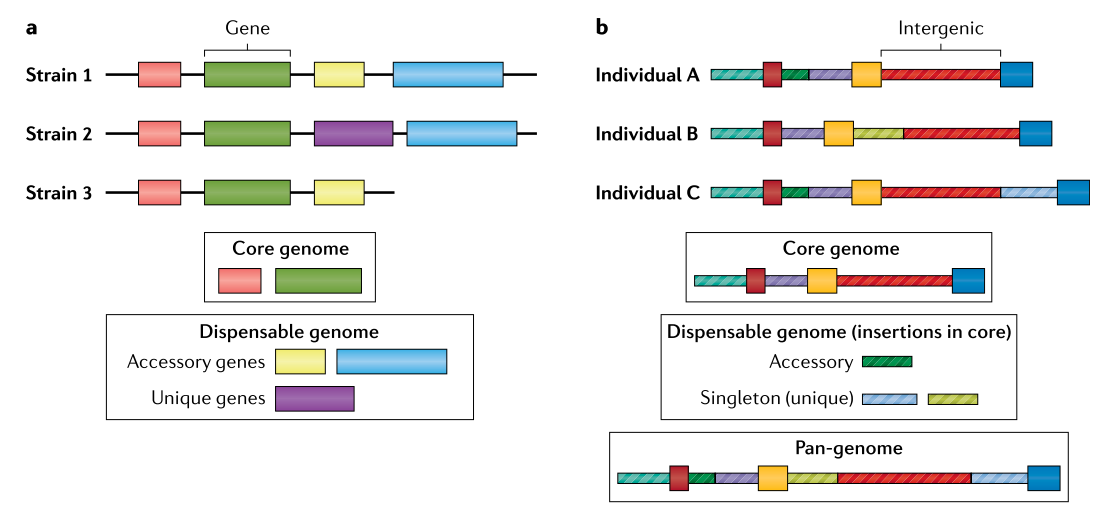 a
Gene
Strain 1
Strain 2
Strain 3
Core genome
Dispensable genome
Accessory genes
Unique genes
b
Intergenic
Individual A
Individual B
Individual C
Core genome
Dispensable genome (insertions in core)
Accessory
Singleton (unique)
Pan-genome